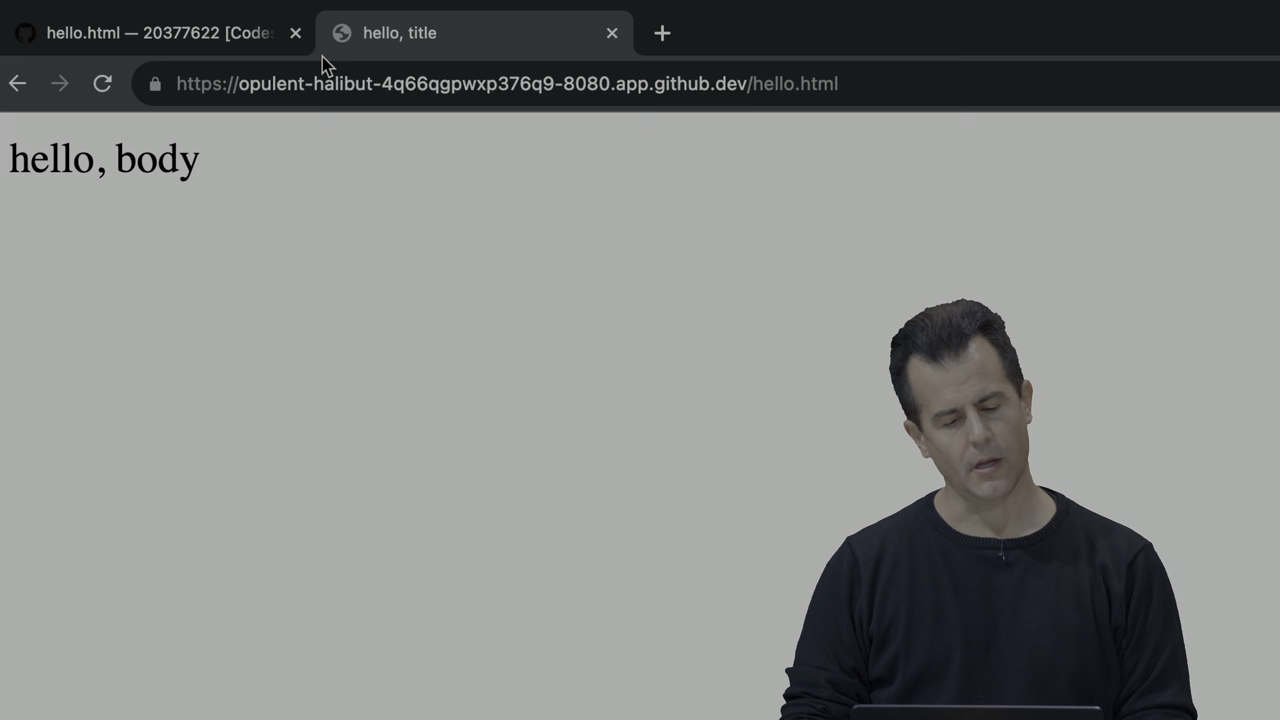 hello.html — 20377622 [Code
hello, title
https://opulent-halibut-4q66qgpwxp376q9-8080.app.github.dev/hello.html
hello, body